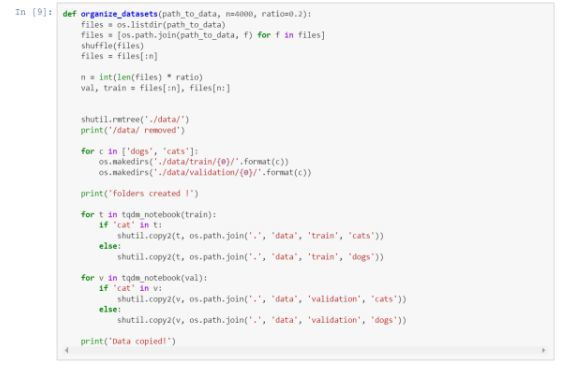 In [9]: def organize_datasets(path_to_data, n=4000, ratio=0.2):
    files = os.listdir(path_to_data)
    files = [os.path.join(path_to_data, f) for f in files]
    shuffle(files)
    files = files[:n]

    n = int(len(files) * ratio)
    val, train = files[:n], files[n:]


    shutil.rmtree('./data/')
    print('/data/ removed')

    for c in ['dogs', 'cats']:
        os.makedirs('./data/train/{0}/'.format(c))
        os.makedirs('./data/validation/{0}/'.format(c))

    print('folders created !')

    for t in tqdm_notebook(train):
        if 'cat' in t:
            shutil.copy2(t, os.path.join('.', 'data', 'train', 'cats'))
        else:
            shutil.copy2(t, os.path.join('.', 'data', 'train', 'dogs'))

    for v in tqdm_notebook(val):
        if 'cat' in v:
            shutil.copy2(v, os.path.join('.', 'data', 'validation', 'cats'))
        else:
            shutil.copy2(v, os.path.join('.', 'data', 'validation', 'dogs'))

    print('Data copied!')